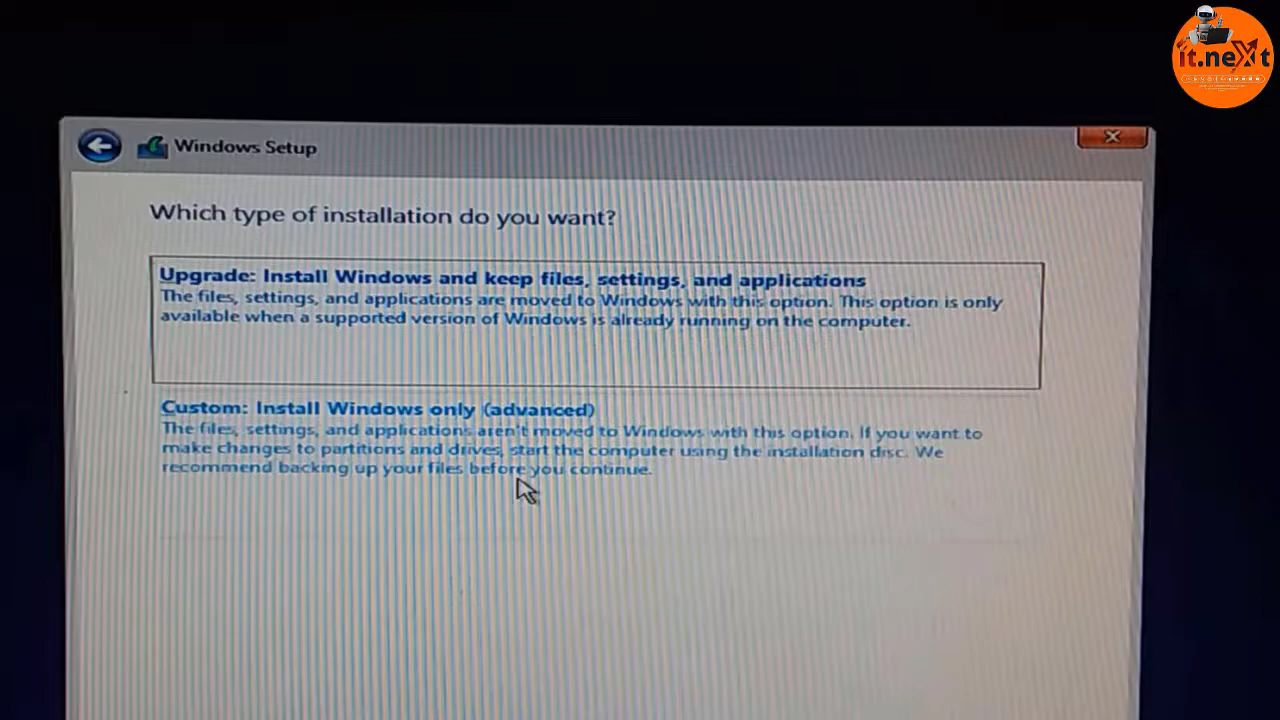 it.neXt
Windows Setup
Which type of installation do you want?
Upgrade: Install Windows and keep files, settings, and applications
The files, settings, and applications are moved to Windows with this option. This option is only
available when a supported version of Windows is already running on the computer.
Custom: Install Windows only (advanced)
The files, settings, and applications aren't moved to Windows with this option. If you want to
make changes to partitions and drives, start the computer using the installation disc. We
recommend backing up your files before you continue.